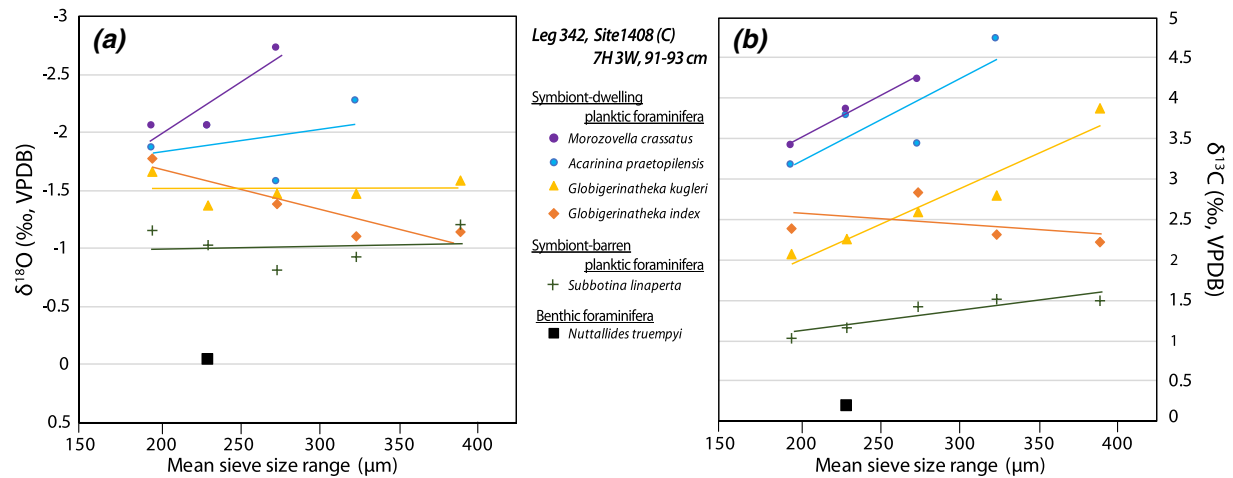 (a)
-3
-2.5
-2
-1.5
-1
-0.5
0
0.5
δ18O (‰, VPDB)
150 200 250 300 350 400
Mean sieve size range (µm)
Leg 342, Site1408 (C)
7H 3W, 91-93 cm
Symbiont-dwelling
planktic foraminifera
Morozovella crassatus
Acarinina praetopilensis
Globigerinatheka kugleri
Globigerinatheka index
Symbiont-barren
planktic foraminifera
Subbotina linaperta
Benthic foraminifera
Nuttallides truempyi
(b)
5
4.5
4
3.5
3
2.5
2
1.5
1
0.5
0
δ13C (‰, VPDB)
150 200 250 300 350 400
Mean sieve size range (µm)